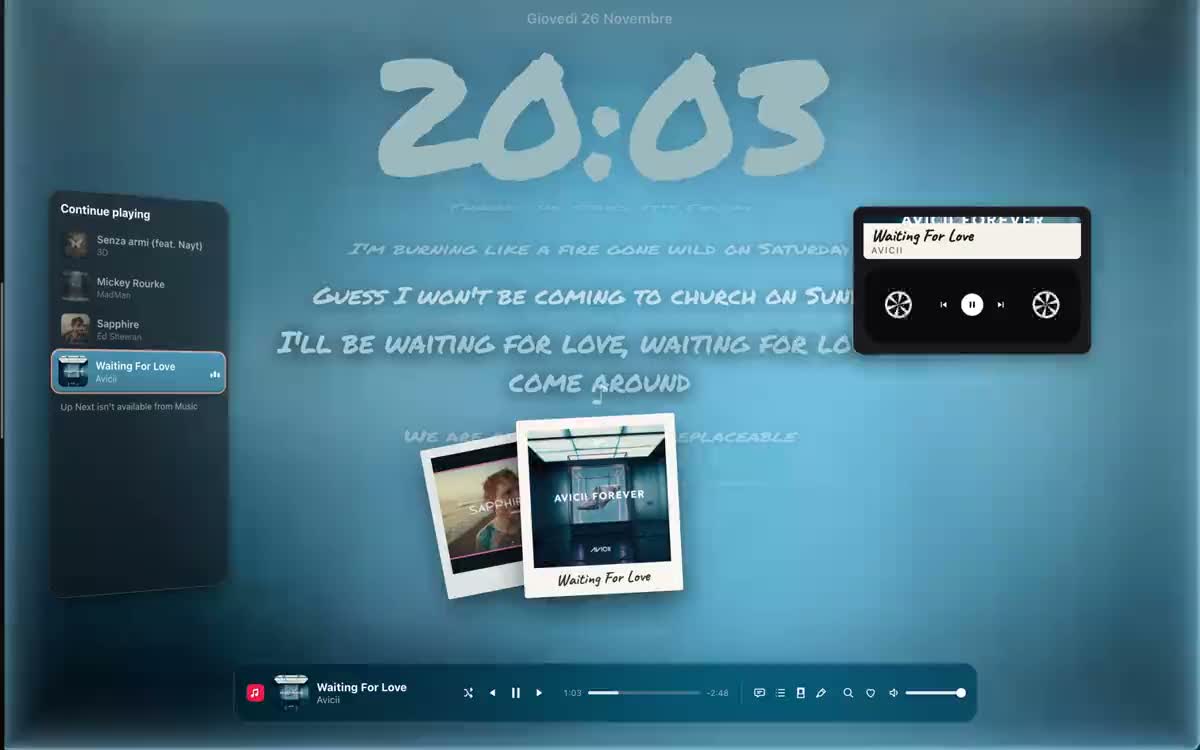 Giovedì 26 Novembre
20:03
I'M BURNING LIKE A FIRE GONE WILD ON SATURDAY
GUESS I WON'T BE COMING TO CHURCH ON SUN
I'LL BE WAITING FOR LOVE, WAITING FOR LO
COME AROUND
WE ARE
EPLACEABLE
Continue playing
Senza armi (feat. Nayt)
3D
Mickey Rourke
MadMan
Sapphire
Ed Sheeran
Waiting For Love
Avicii
Up Next isn't available from Music
AVICII FOREVER
Waiting For Love
AVICII
SAPPHIR
AVICII FOREVER
AVICII
Waiting For Love
Waiting For Love
Avicii
1:03
-2:48